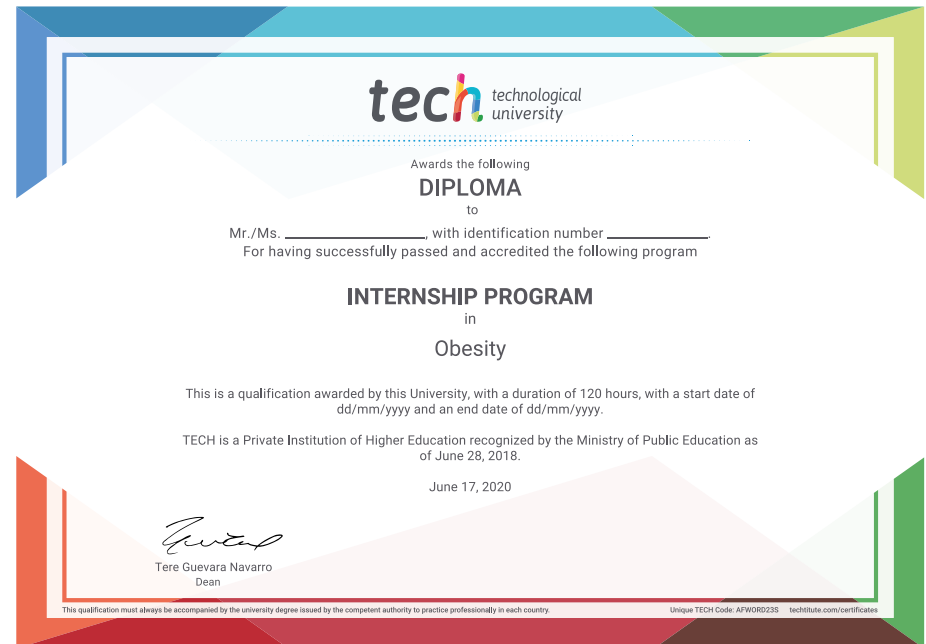 tech technological
university
Awards the following
DIPLOMA
to
Mr./Ms. ____________________, with identification number ______________.
For having successfully passed and accredited the following program
INTERNSHIP PROGRAM
in
Obesity
This is a qualification awarded by this University, with a duration of 120 hours, with a start date of
dd/mm/yyyy and an end date of dd/mm/yyyy.
TECH is a Private Institution of Higher Education recognized by the Ministry of Public Education as
of June 28, 2018.
June 17, 2020
Tere Guevara Navarro
Dean
This qualification must always be accompanied by the university degree issued by the competent authority to practice professionally in each country.
Unique TECH Code: AFWORD23S techtitute.com/certificates